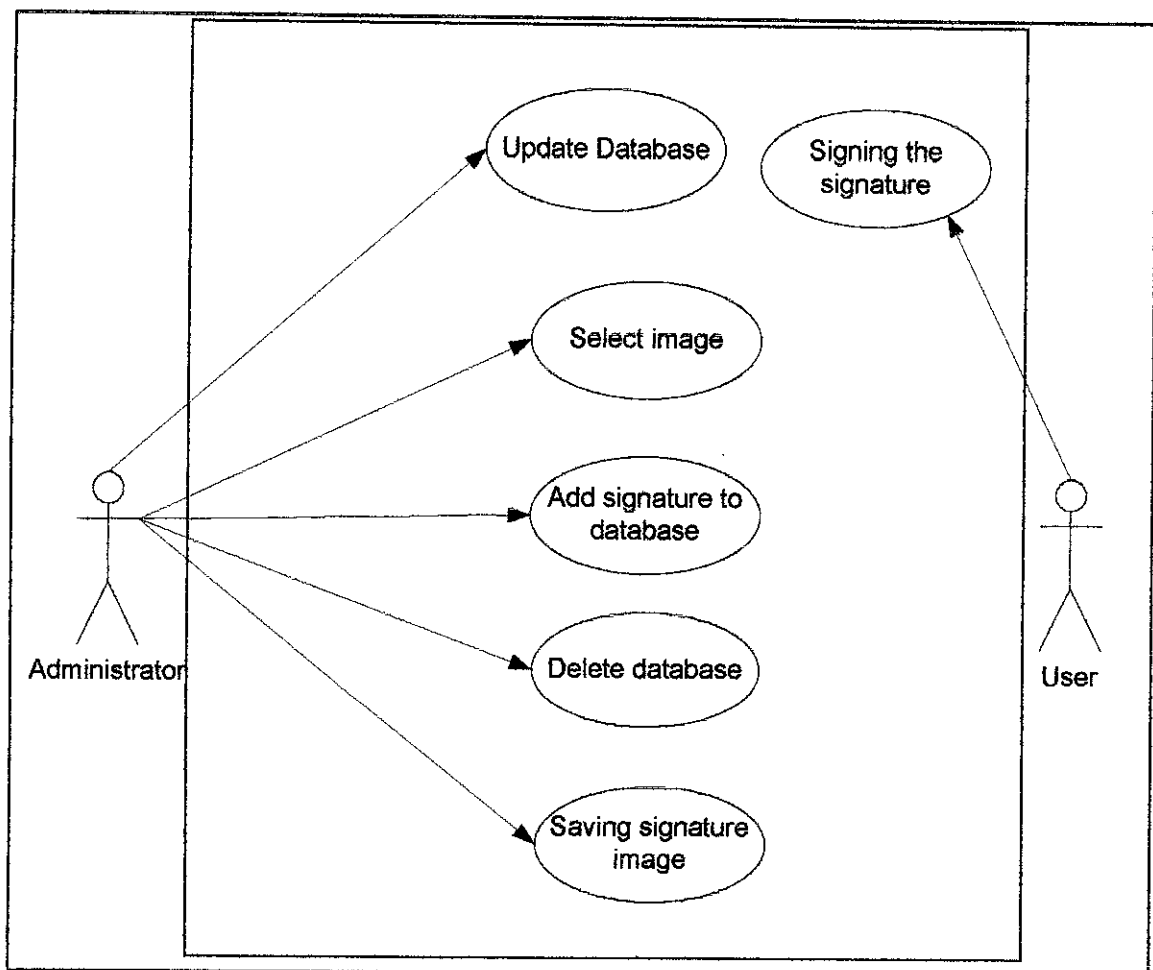 Update Database
Signing the
signature
Select image
Add signature to
database
Delete database
Saving signature
image
Administrator
User